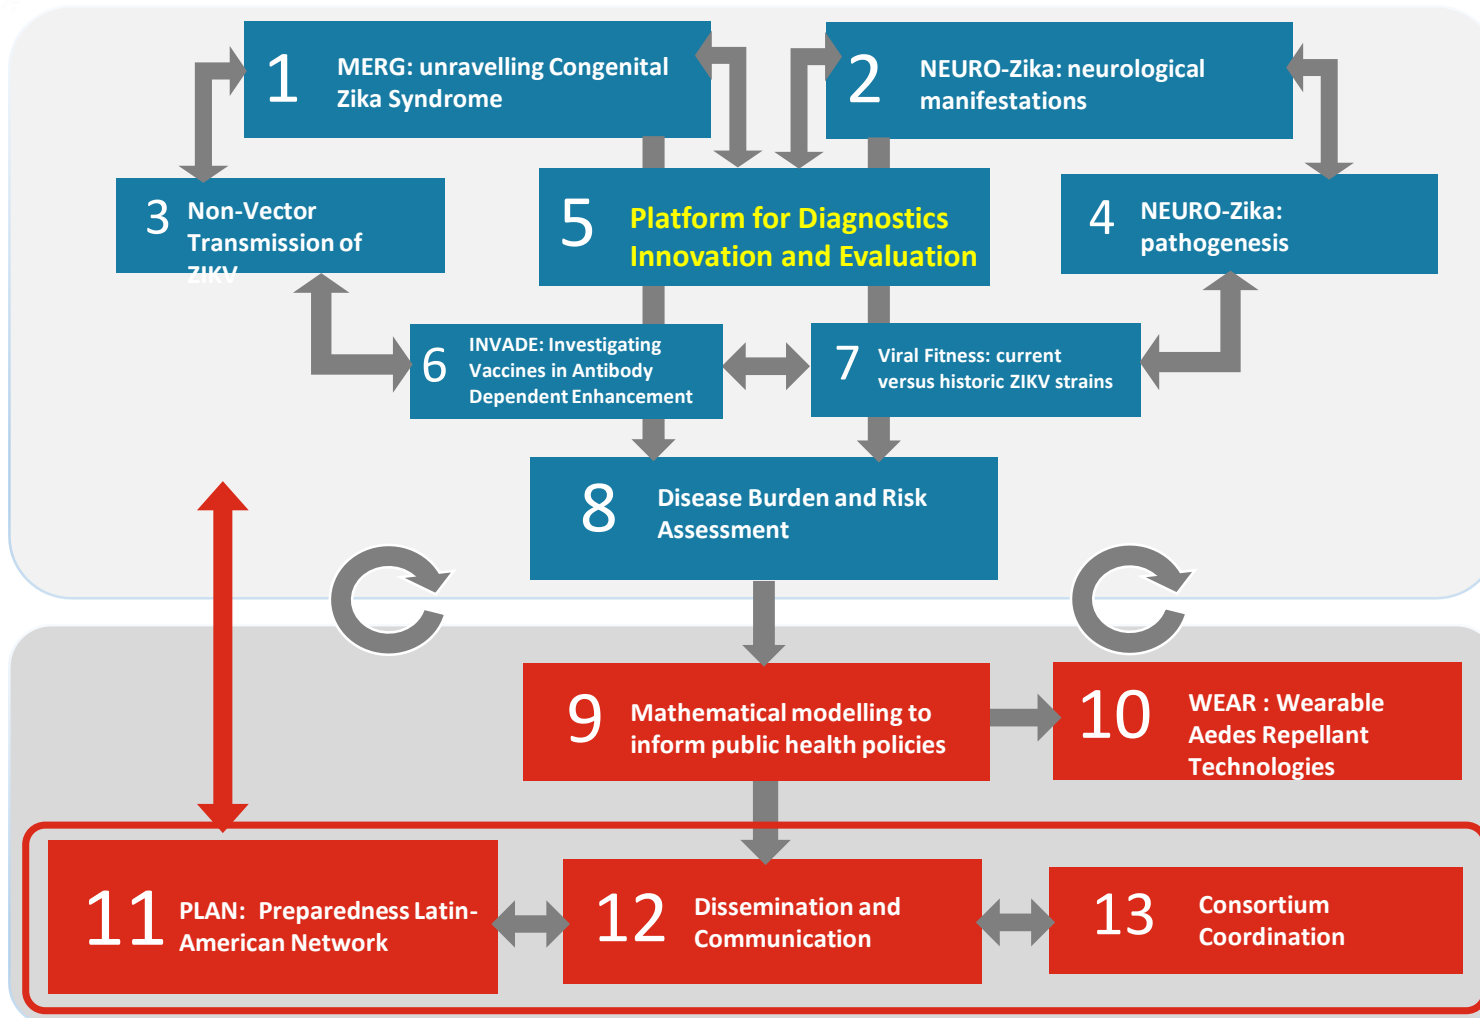 1
MERG: unravelling Congenital
Zika Syndrome
2
NEURO-Zika: neurological
manifestations
3
Non-Vector
Transmission of
ZIKV
5
Platform for Diagnostics
Innovation and Evaluation
4
NEURO-Zika:
pathogenesis
6
INVADE: Investigating
Vaccines in Antibody
Dependent Enhancement
7
Viral Fitness: current
versus historic ZIKV strains
8
Disease Burden and Risk
Assessment
9
Mathematical modelling to
inform public health policies
10
WEAR : Wearable
Aedes Repellant
Technologies
11
PLAN: Preparedness Latin-
American Network
12
Dissemination and
Communication
13
Consortium
Coordination